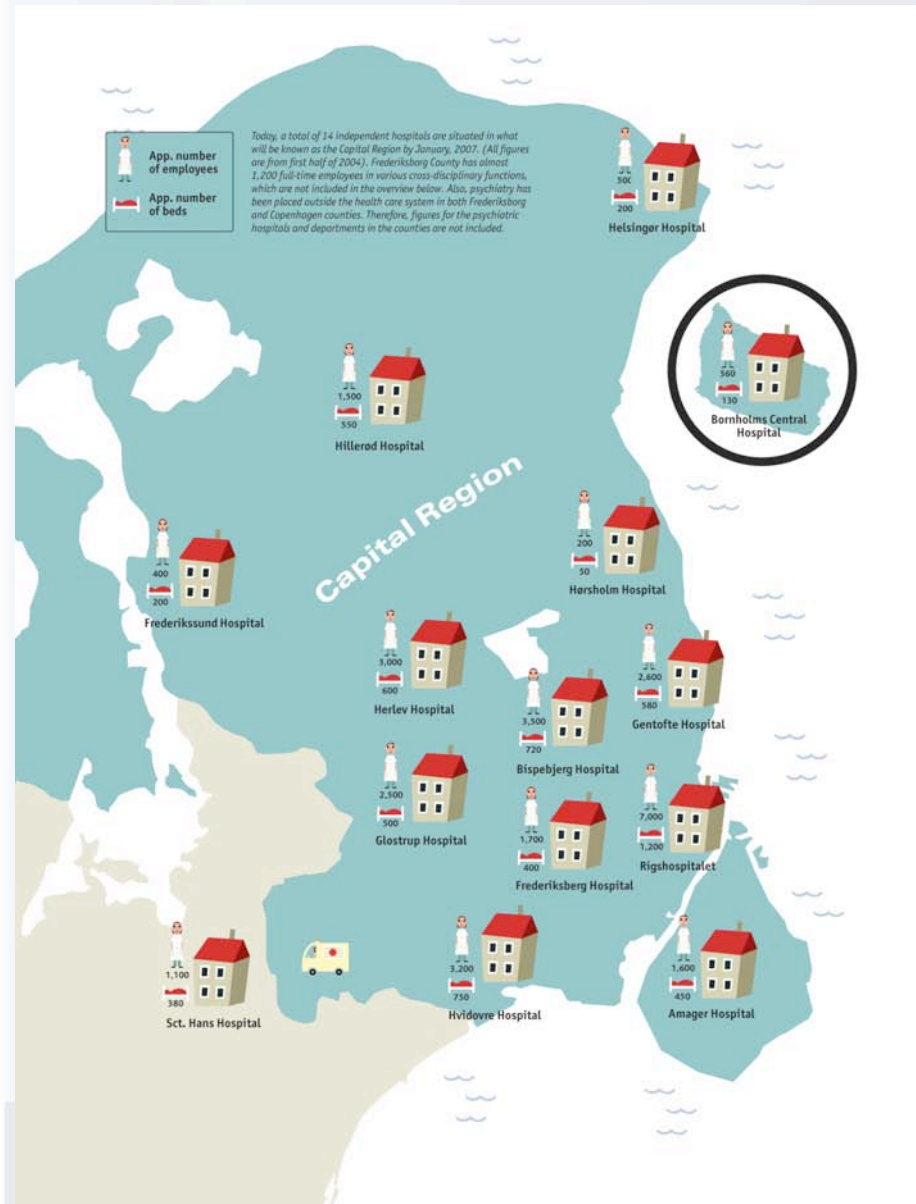 App. number
of employees
App. number
of beds
Today, a total of 14 independent hospitals are situated in what
will be known as the Capital Region by January, 2007. (All figures
are from first half of 2004). Frederiksborg County has almost
1,200 full-time employees in various cross-disciplinary functions,
which are not included in the overview below. Also, psychiatry has
been placed outside the health care system in both Frederiksborg
and Copenhagen counties. Therefore, figures for the psychiatric
hospitals and departments in the counties are not included.
500
200
Helsingør Hospital
560
130
Bornholms Central
Hospital
1,500
550
Hillerød Hospital
Capital Region
200
50
Hørsholm Hospital
400
200
Frederikssund Hospital
3,000
600
Herlev Hospital
2,600
580
Gentofte Hospital
3,500
720
Bispebjerg Hospital
2,500
500
Glostrup Hospital
1,700
400
Frederiksberg Hospital
7,000
1,200
Rigshospitalet
1,100
380
Sct. Hans Hospital
3,200
750
Hvidovre Hospital
1,600
450
Amager Hospital